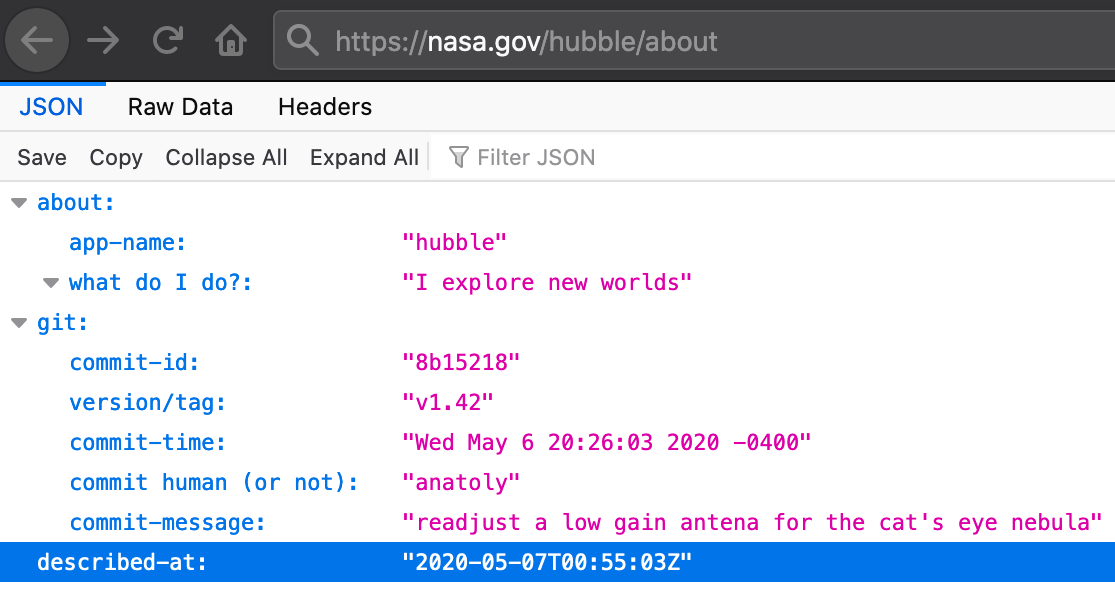 https://nasa.gov/hubble/about
JSON Raw Data Headers
Save Copy Collapse All Expand All Filter JSON
about:
app-name: "hubble"
what do I do?: "I explore new worlds"
git:
commit-id: "8b15218"
version/tag: "v1.42"
commit-time: "Wed May 6 20:26:03 2020 -0400"
commit human (or not): "anatoly"
commit-message: "readjust a low gain antena for the cat's eye nebula"
described-at: "2020-05-07T00:55:03Z"